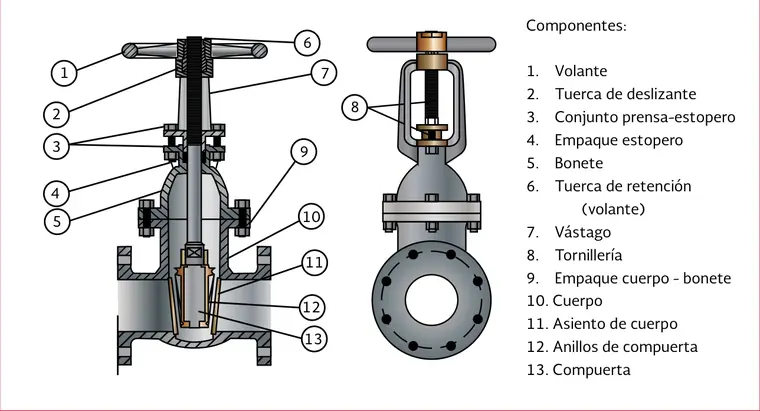 6
1
7
2
8
3
9
4
5
10
11
12
13
Componentes:
1. Volante
2. Tuerca de deslizante
3. Conjunto prensa-estopero
4. Empaque estopero
5. Bonete
6. Tuerca de retención
(volante)
7. Vástago
8. Tornillería
9. Empaque cuerpo - bonete
10. Cuerpo
11. Asiento de cuerpo
12. Anillos de compuerta
13. Compuerta